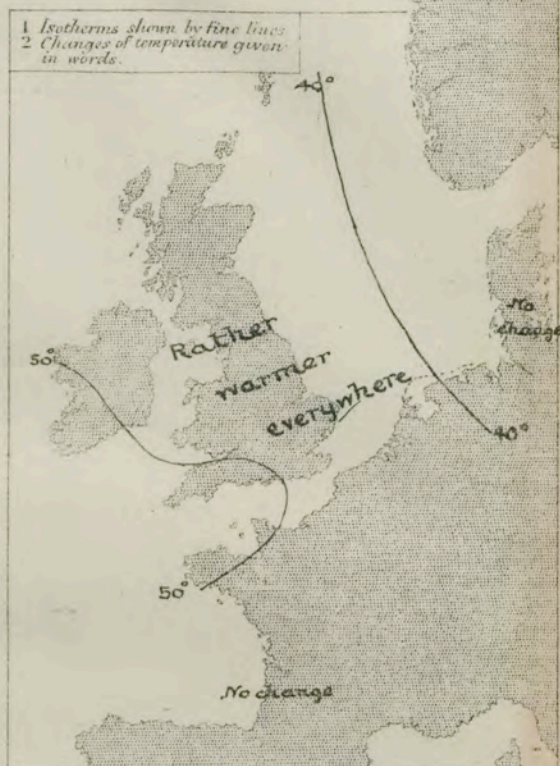 1 Isotherms shown by fine lines
2 Changes of temperature given
in words.
40°
No
change
Rather
warmer
everywhere
50°
40°
50°
No change